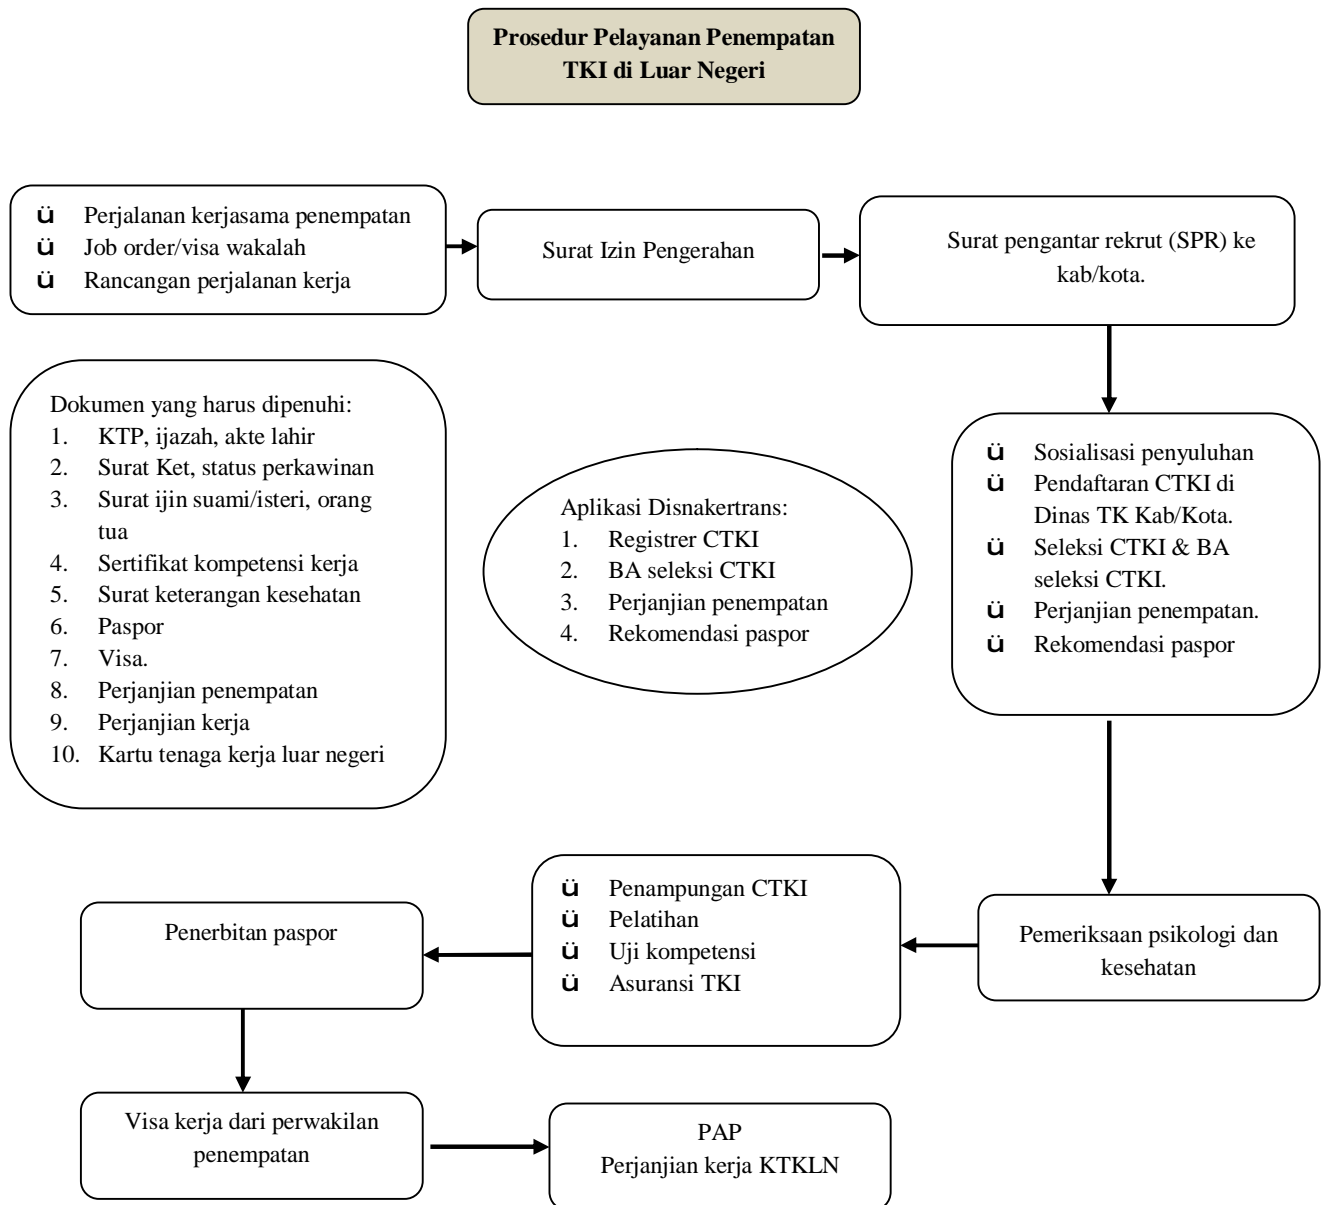 Prosedur Pelayanan Penempatan
TKI di Luar Negeri
ü Perjalanan kerjasama penempatan
ü Job order/visa wakalah
ü Rancangan perjalanan kerja
Surat Izin Pengerahan
Surat pengantar rekrut (SPR) ke
kab/kota.
Dokumen yang harus dipenuhi:
1. KTP, ijazah, akte lahir
2. Surat Ket, status perkawinan
3. Surat ijin suami/isteri, orang
tua
4. Sertifikat kompetensi kerja
5. Surat keterangan kesehatan
6. Paspor
7. Visa.
8. Perjanjian penempatan
9. Perjanjian kerja
10. Kartu tenaga kerja luar negeri
Aplikasi Disnakertrans:
1. Registrer CTKI
2. BA seleksi CTKI
3. Perjanjian penempatan
4. Rekomendasi paspor
ü Sosialisasi penyuluhan
ü Pendaftaran CTKI di
Dinas TK Kab/Kota.
ü Seleksi CTKI & BA
seleksi CTKI.
ü Perjanjian penempatan.
ü Rekomendasi paspor
Pemeriksaan psikologi dan
kesehatan
ü Penampungan CTKI
ü Pelatihan
ü Uji kompetensi
ü Asuransi TKI
Penerbitan paspor
Visa kerja dari perwakilan
penempatan
PAP
Perjanjian kerja KTKLN